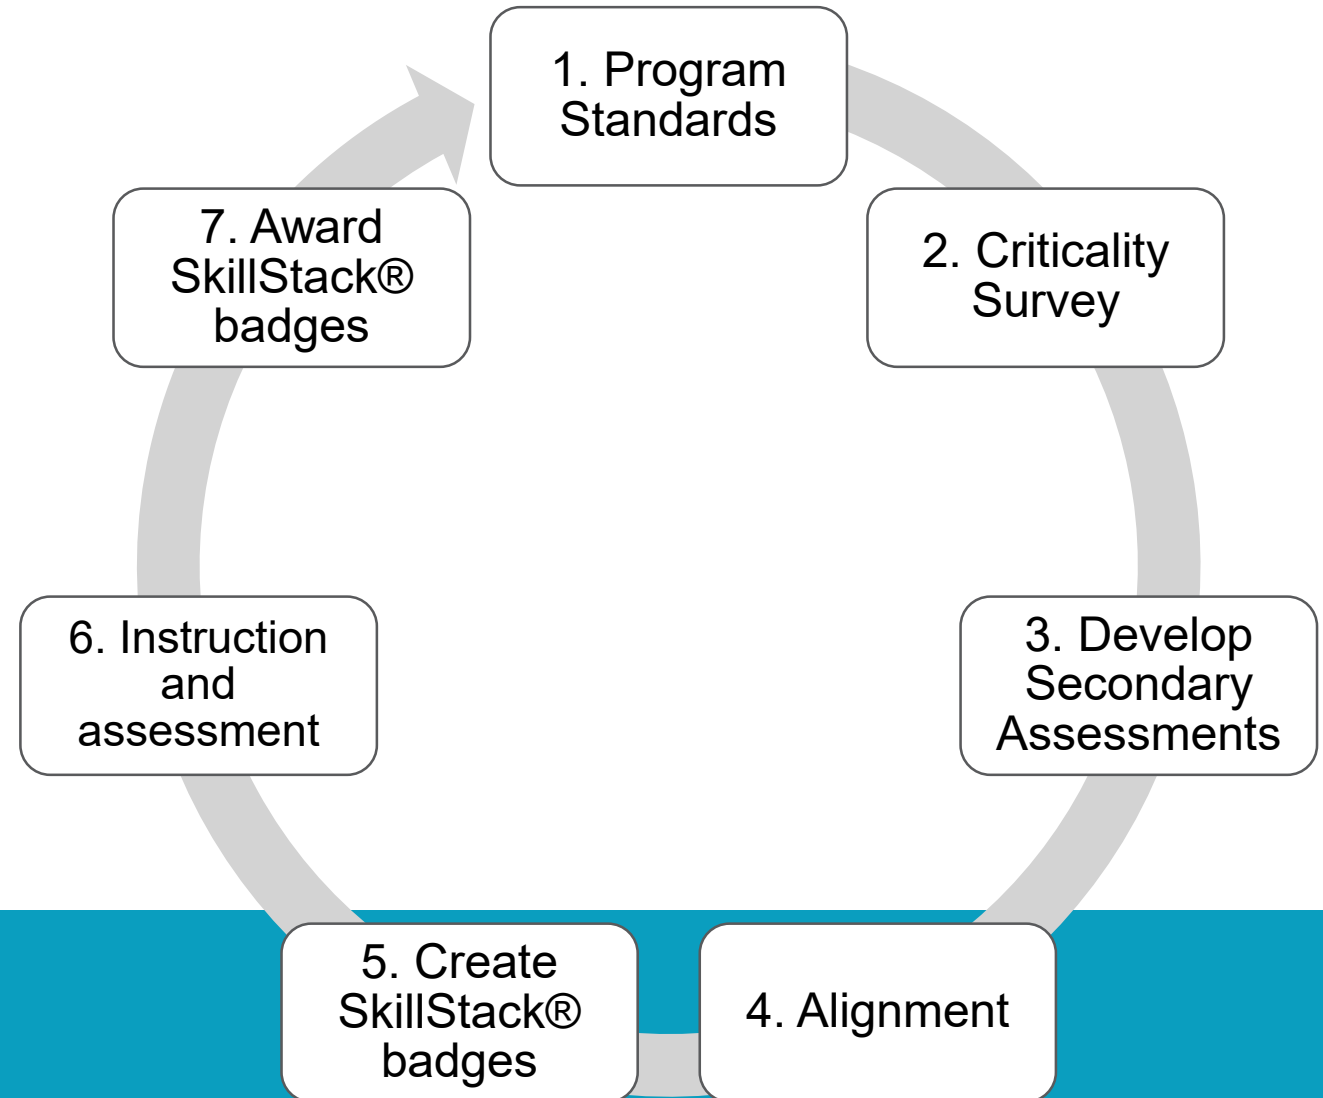 1. Program
Standards
2. Criticality
Survey
3. Develop
Secondary
Assessments
4. Alignment
5. Create
SkillStack®
badges
6. Instruction
and
assessment
7. Award
SkillStack®
badges